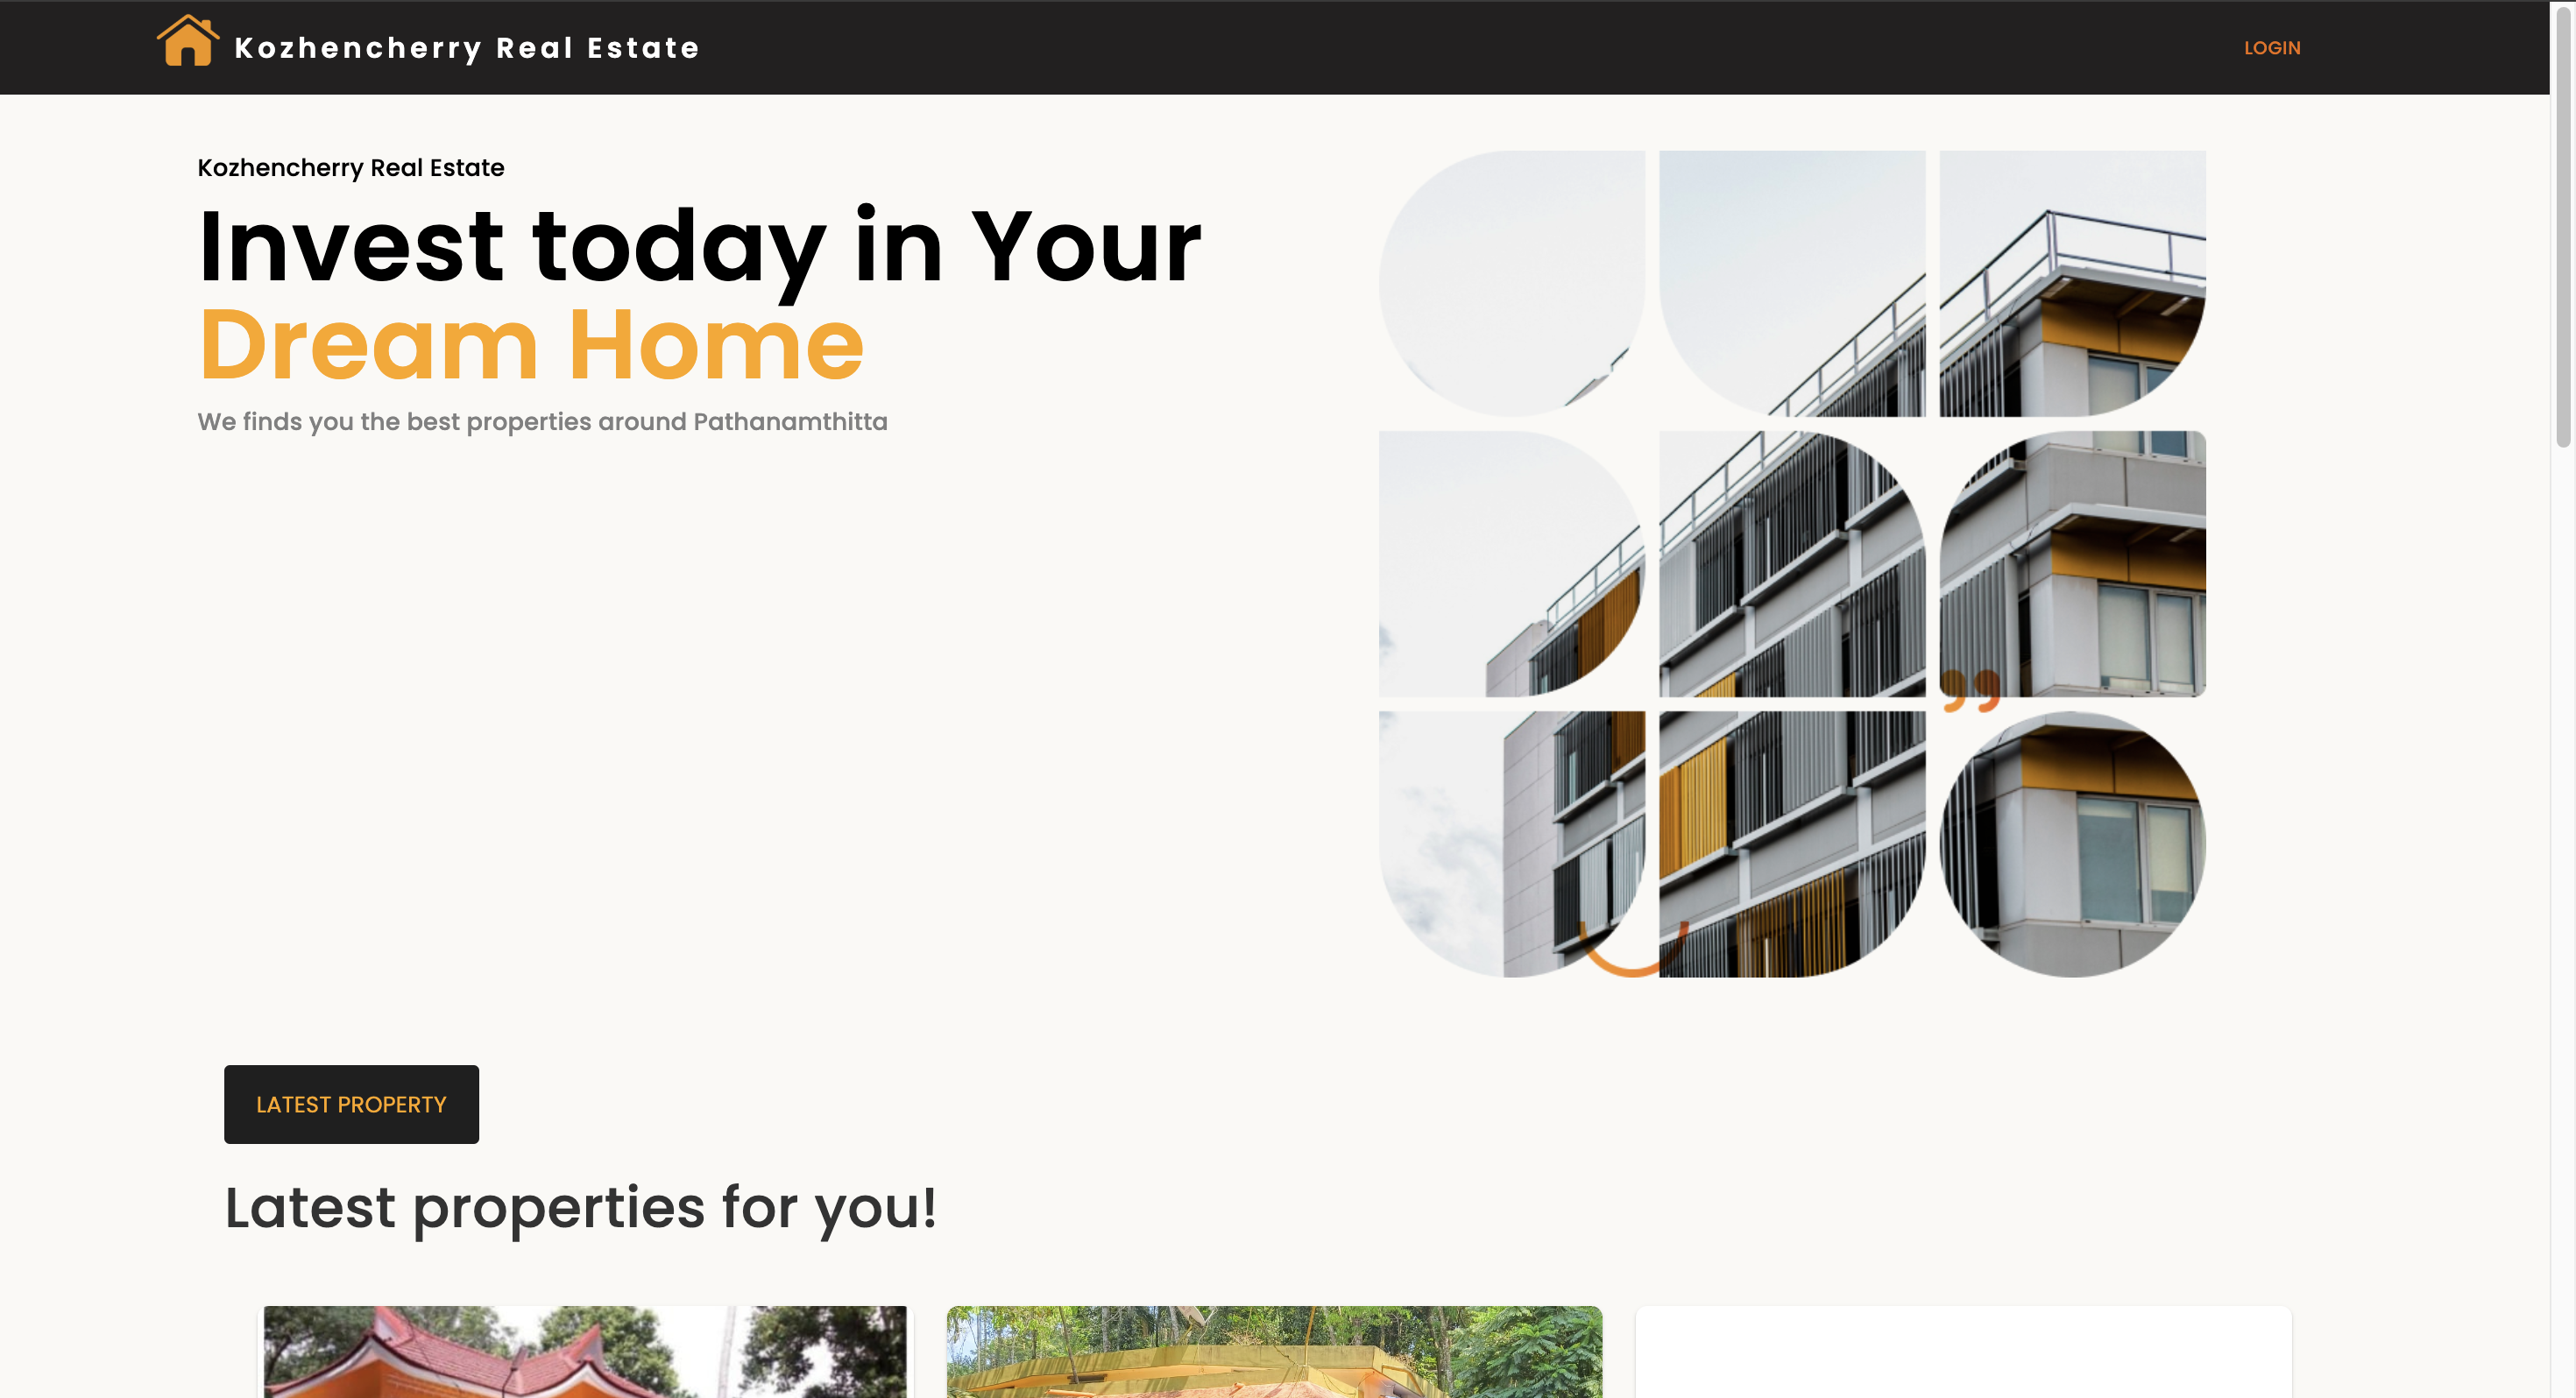 Kozhencherry Real Estate
LOGIN
Kozhencherry Real Estate
Invest today in Your
Dream Home
We finds you the best properties around Pathanamthitta
LATEST PROPERTY
Latest properties for you!